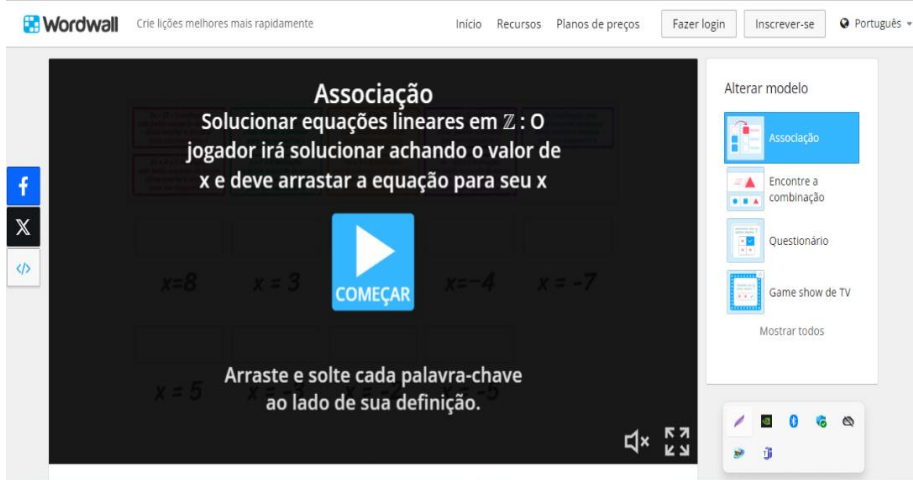 Wordwall Crie lições melhores mais rapidamente Início Recursos Planos de preços Fazer login Inscrever-se Português
Associação
Solucionar equações lineares em ℤ : O
jogador irá solucionar achando o valor de
x e deve arrastar a equação para seu x
COMEÇAR
x=8 x = 3 x=-4 x = -7
x = 5 x = -3 x = -2 x = -5
Arraste e solte cada palavra-chave
ao lado de sua definição.
Alterar modelo
Associação
Encontre a
combinação
Questionário
Game show de TV
Mostrar todos